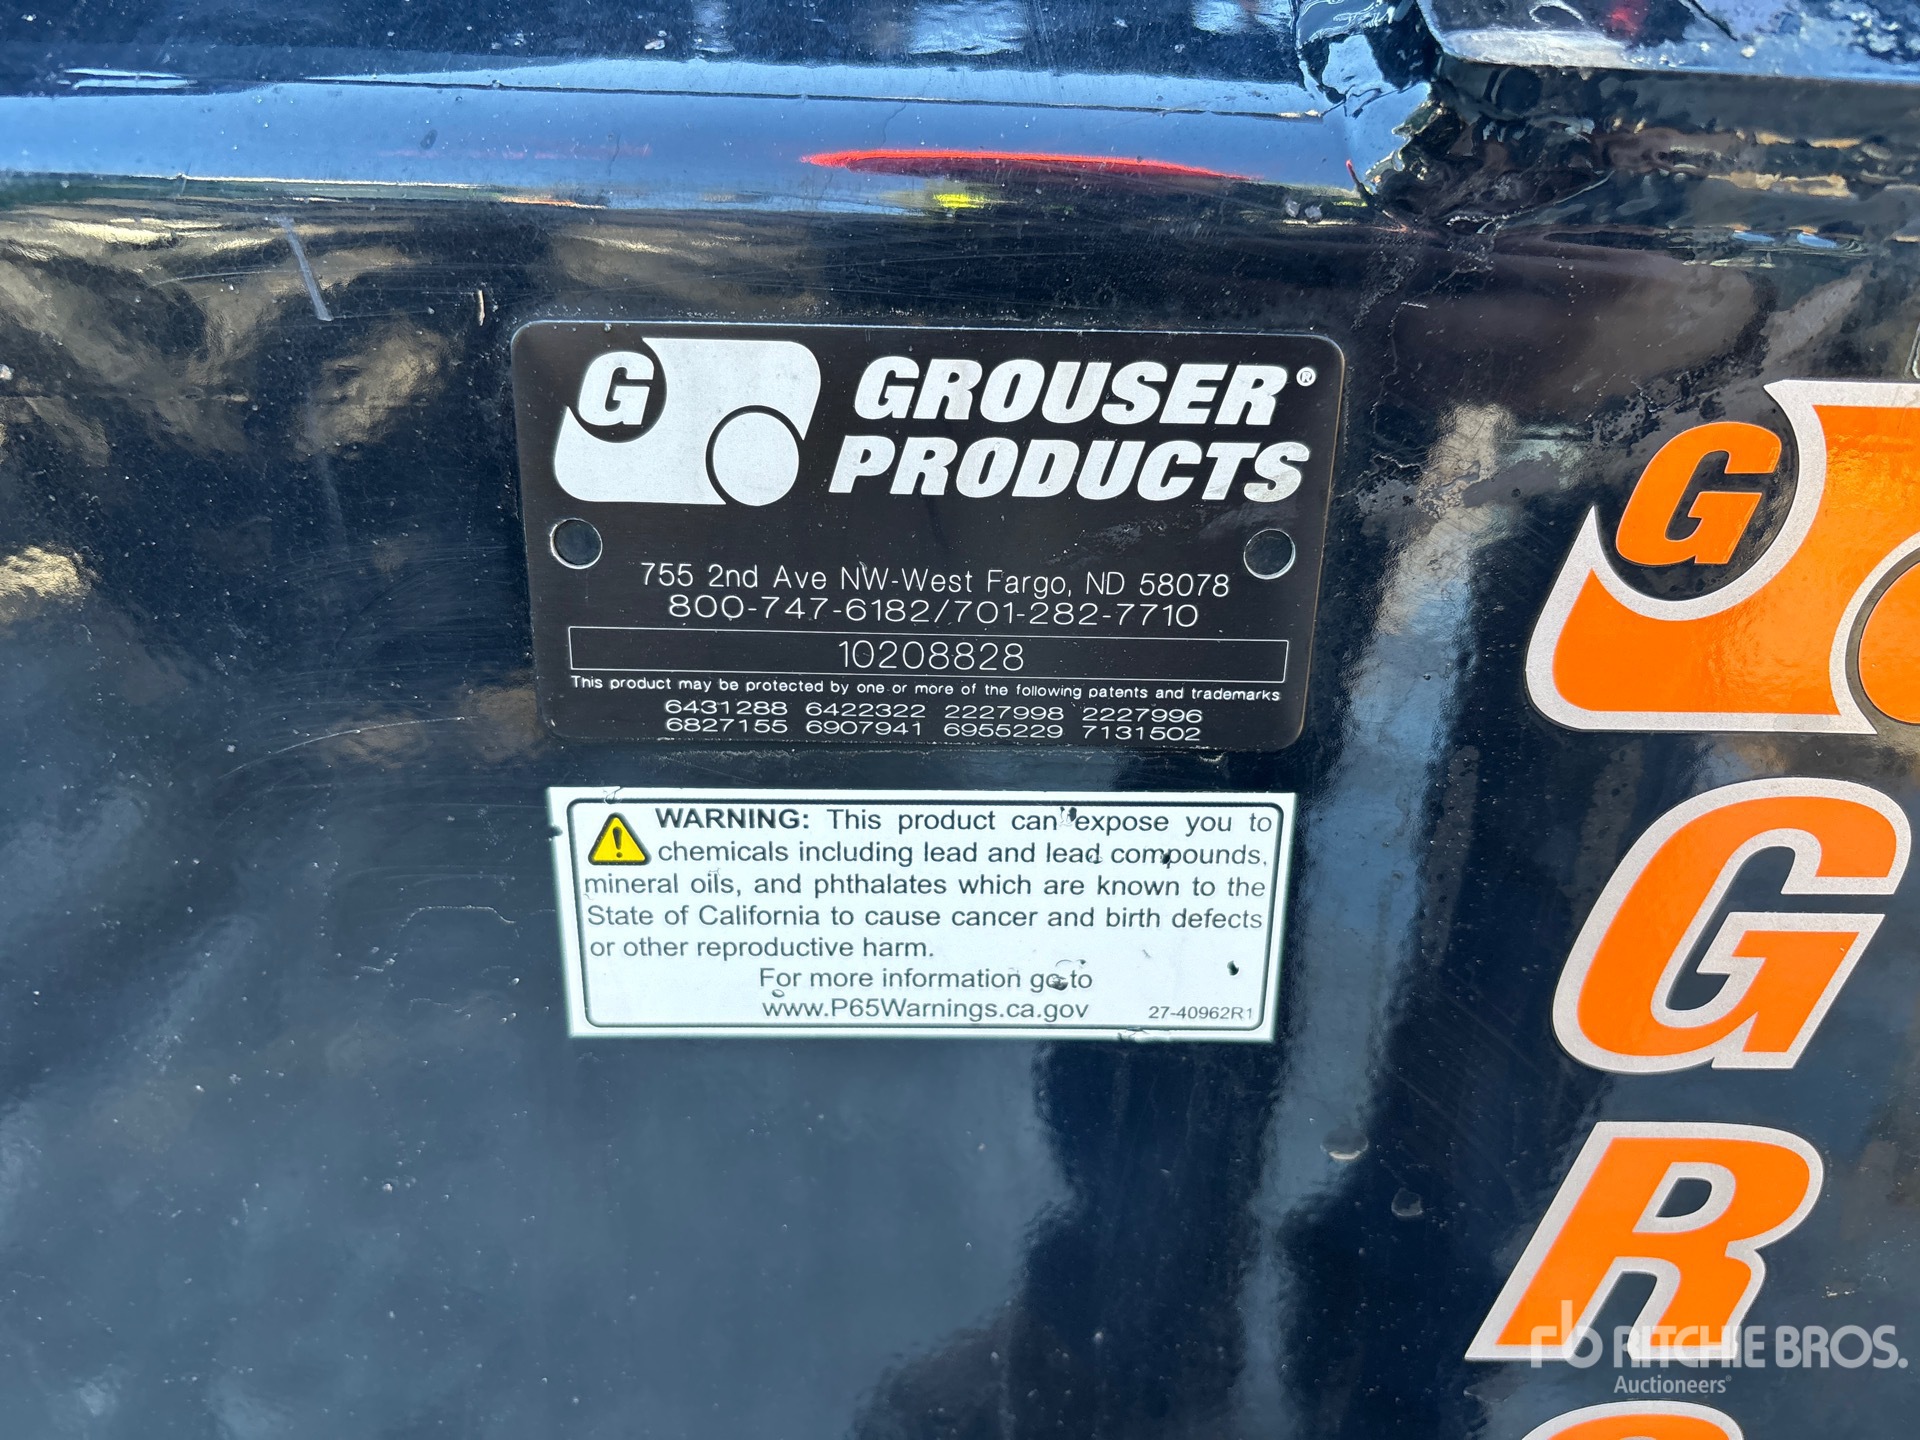 G
GROUSER®
PRODUCTS
755 2nd Ave NW-West Fargo, ND 58078
800-747-6182/701-282-7710
10208828
This product may be protected by one or more of the following patents and trademarks
6431288 6422322 2227998 2227996
6827155 6907941 6955229 7131502
WARNING: This product can expose you to
chemicals including lead and lead compounds,
mineral oils, and phthalates which are known to the
State of California to cause cancer and birth defects
or other reproductive harm.
For more information go to
www.P65Warnings.ca.gov
27-40962R1
G
G
R
rb RITCHIE BROS.
Auctioneers